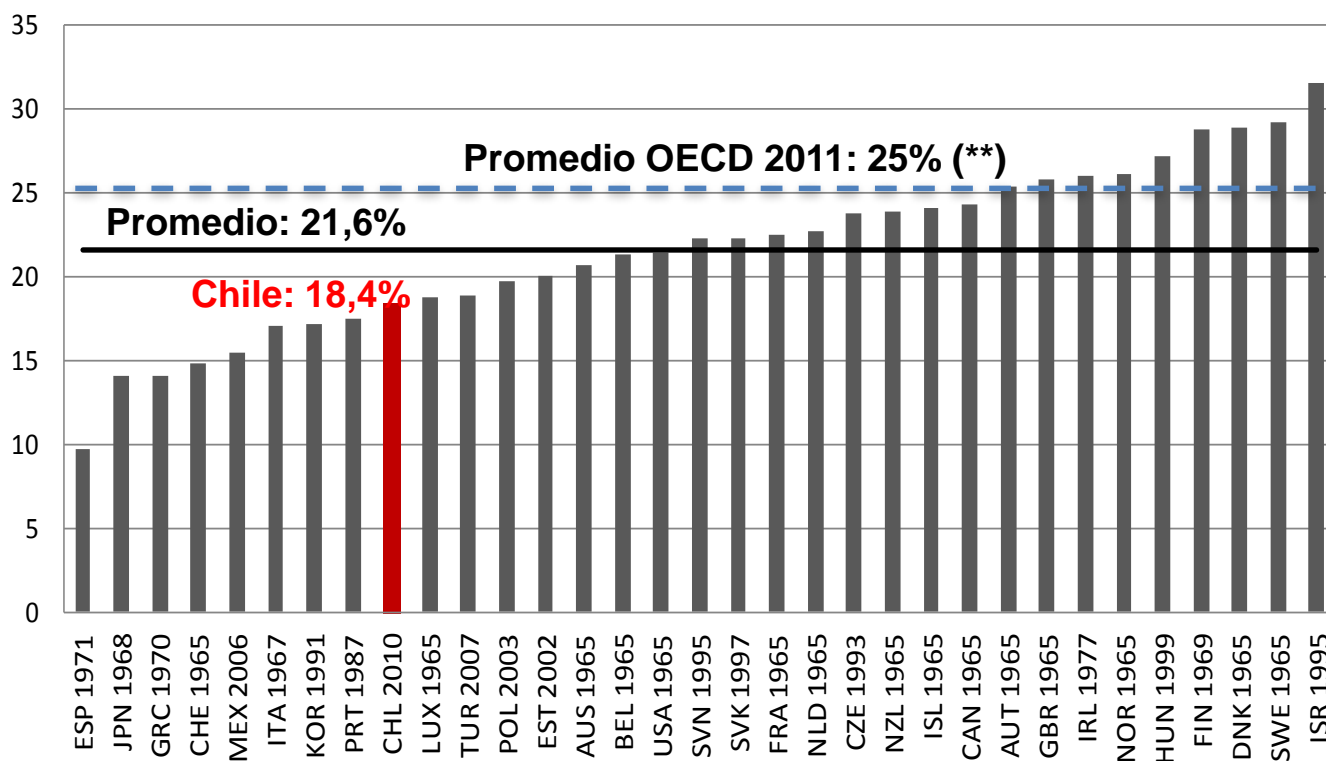 35
30
25
20
15
10
5
0
Promedio OECD 2011: 25% (**)
Promedio: 21,6%
Chile: 18,4%
ESP 1971
JPN 1968
GRC 1970
CHE 1965
MEX 2006
ITA 1967
KOR 1991
PRT 1987
CHL 2010
LUX 1965
TUR 2007
POL 2003
EST 2002
AUS 1965
BEL 1965
USA 1965
SVN 1995
SVK 1997
FRA 1965
NLD 1965
CZE 1993
NZL 1965
ISL 1965
CAN 1965
AUT 1965
GBR 1965
IRL 1977
NOR 1965
HUN 1999
FIN 1969
DNK 1965
SWE 1965
ISR 1995